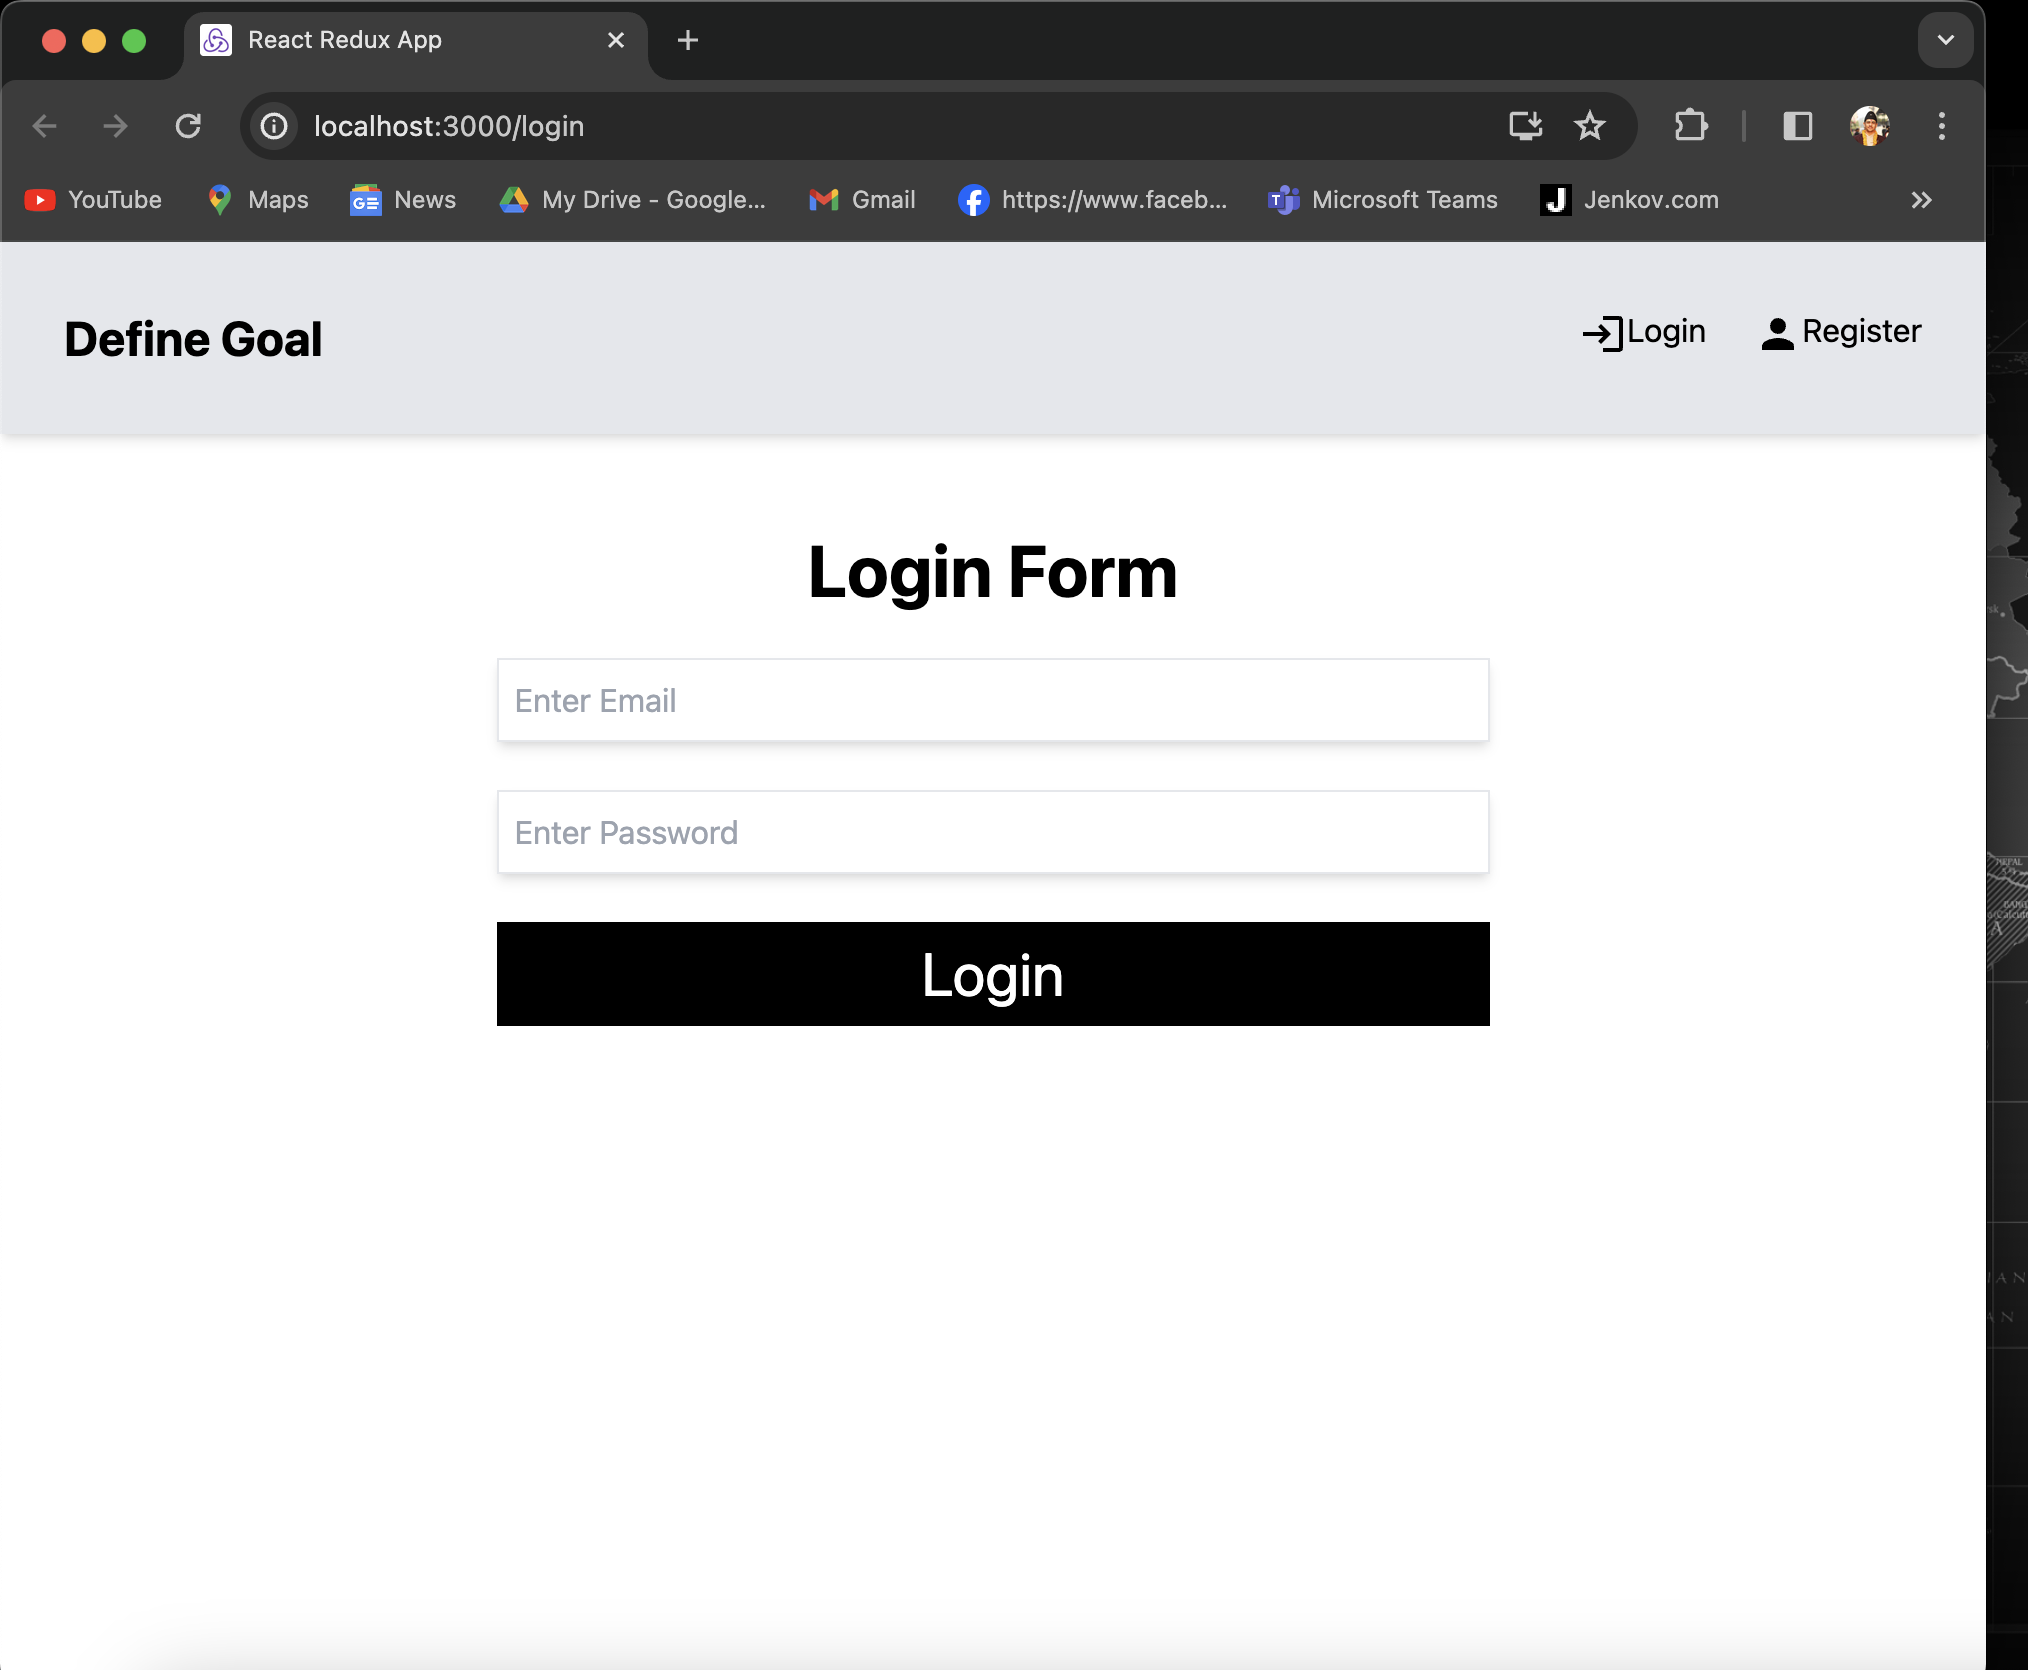 React Redux App
localhost:3000/login
YouTube Maps News My Drive - Google... Gmail https://www.faceb... Microsoft Teams Jenkov.com
Define Goal
Login Register
Login Form
Enter Email
Enter Password
Login
NEPAL